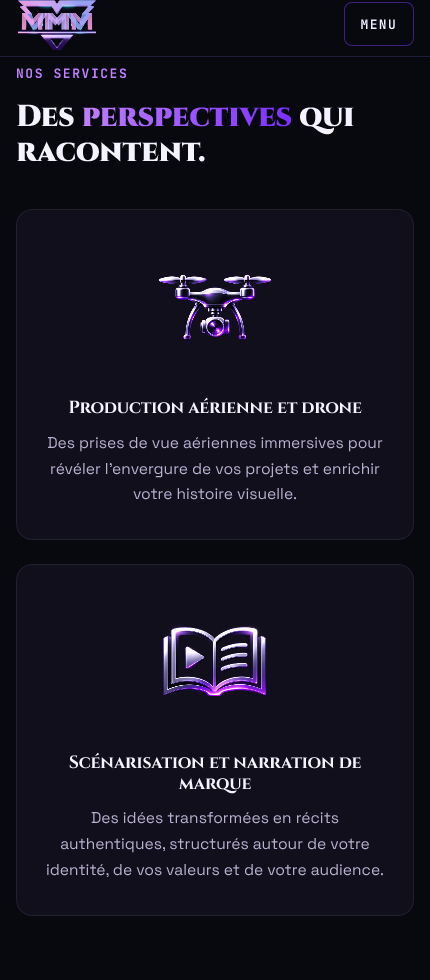 MMM
MENU
NOS SERVICES
Des perspectives qui
racontent.
Production aérienne et drone
Des prises de vue aériennes immersives pour
révéler l'envergure de vos projets et enrichir
votre histoire visuelle.
Scénarisation et narration de
marque
Des idées transformées en récits
authentiques, structurés autour de votre
identité, de vos valeurs et de votre audience.